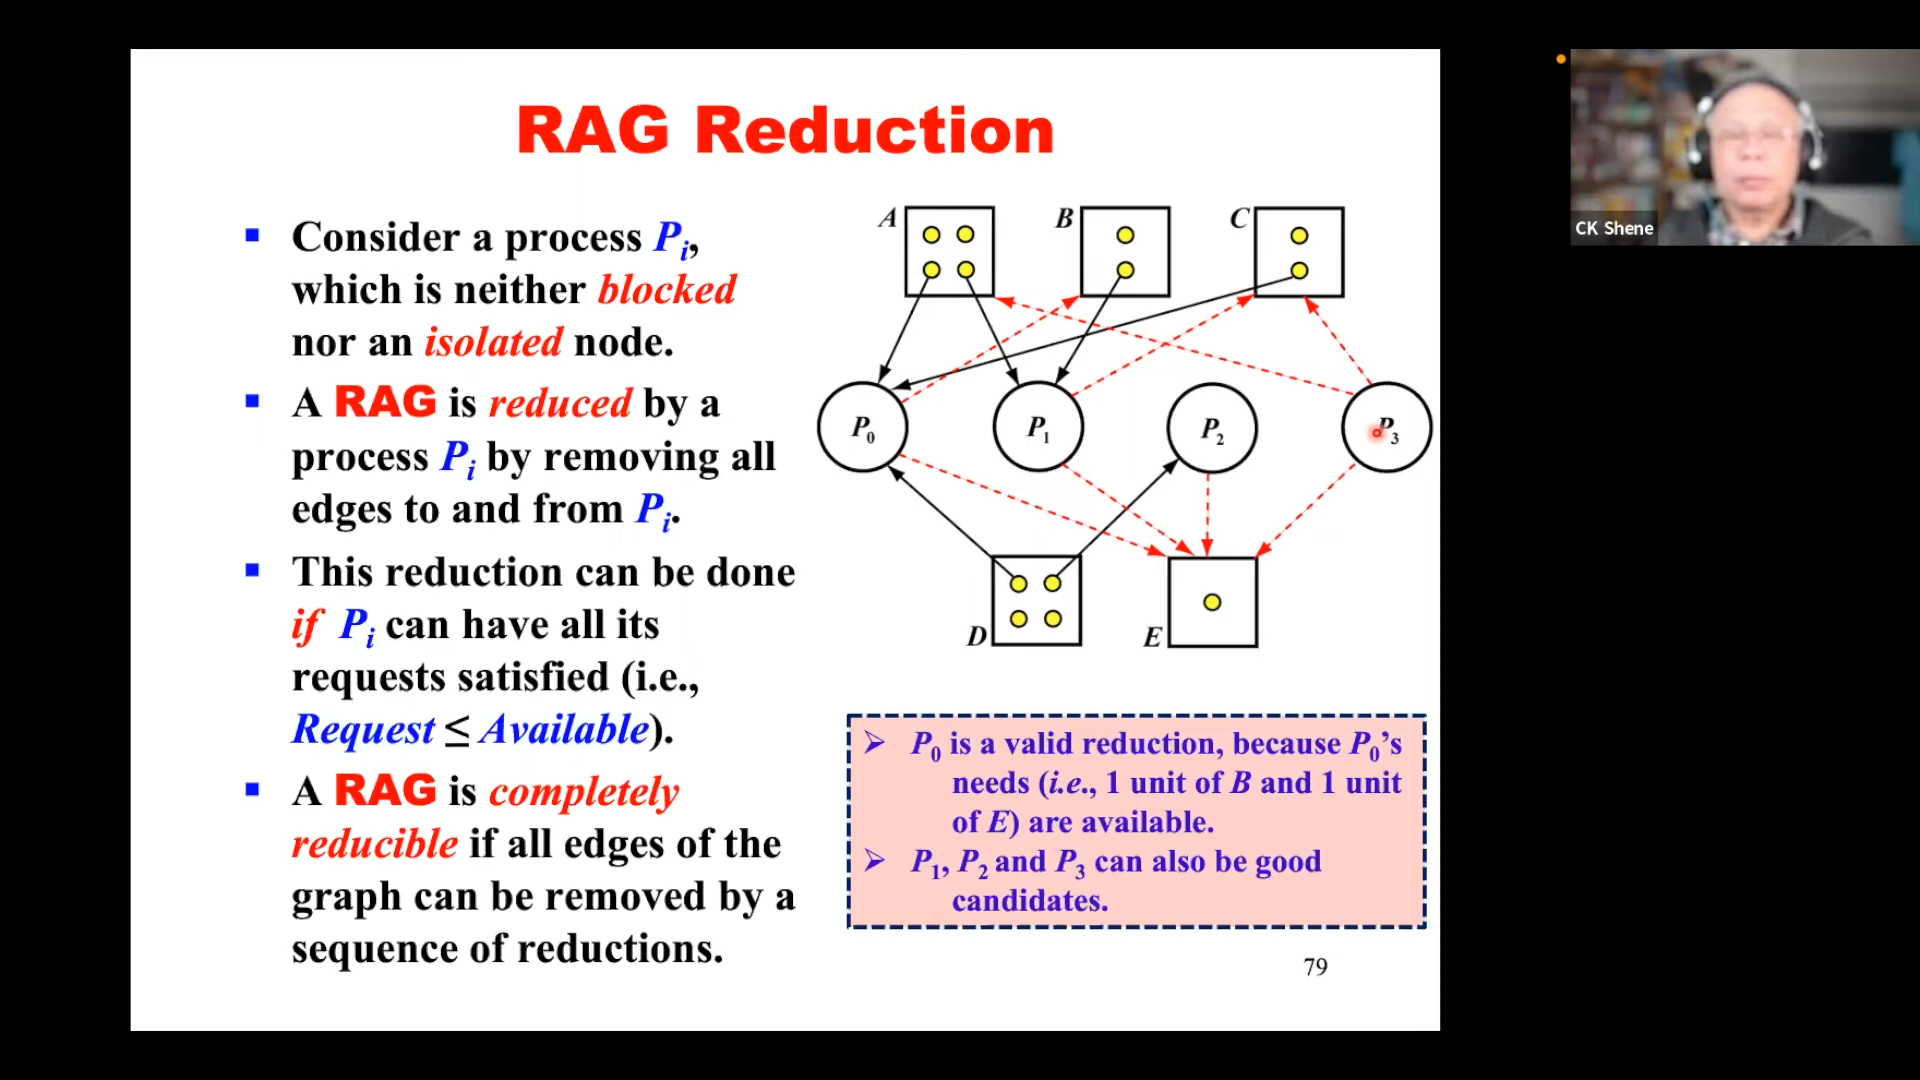 RAG Reduction
▪ Consider a process Pi,
which is neither blocked
nor an isolated node.
▪ A RAG is reduced by a
process Pi by removing all
edges to and from Pi.
▪ This reduction can be done
if Pi can have all its
requests satisfied (i.e.,
Request ≤ Available).
▪ A RAG is completely
reducible if all edges of the
graph can be removed by a
sequence of reductions.
A B C
P0 P1 P2 P3
D E
➢ P0 is a valid reduction, because P0’s
needs (i.e., 1 unit of B and 1 unit
of E) are available.
➢ P1, P2 and P3 can also be good
candidates.
79
CK Shene